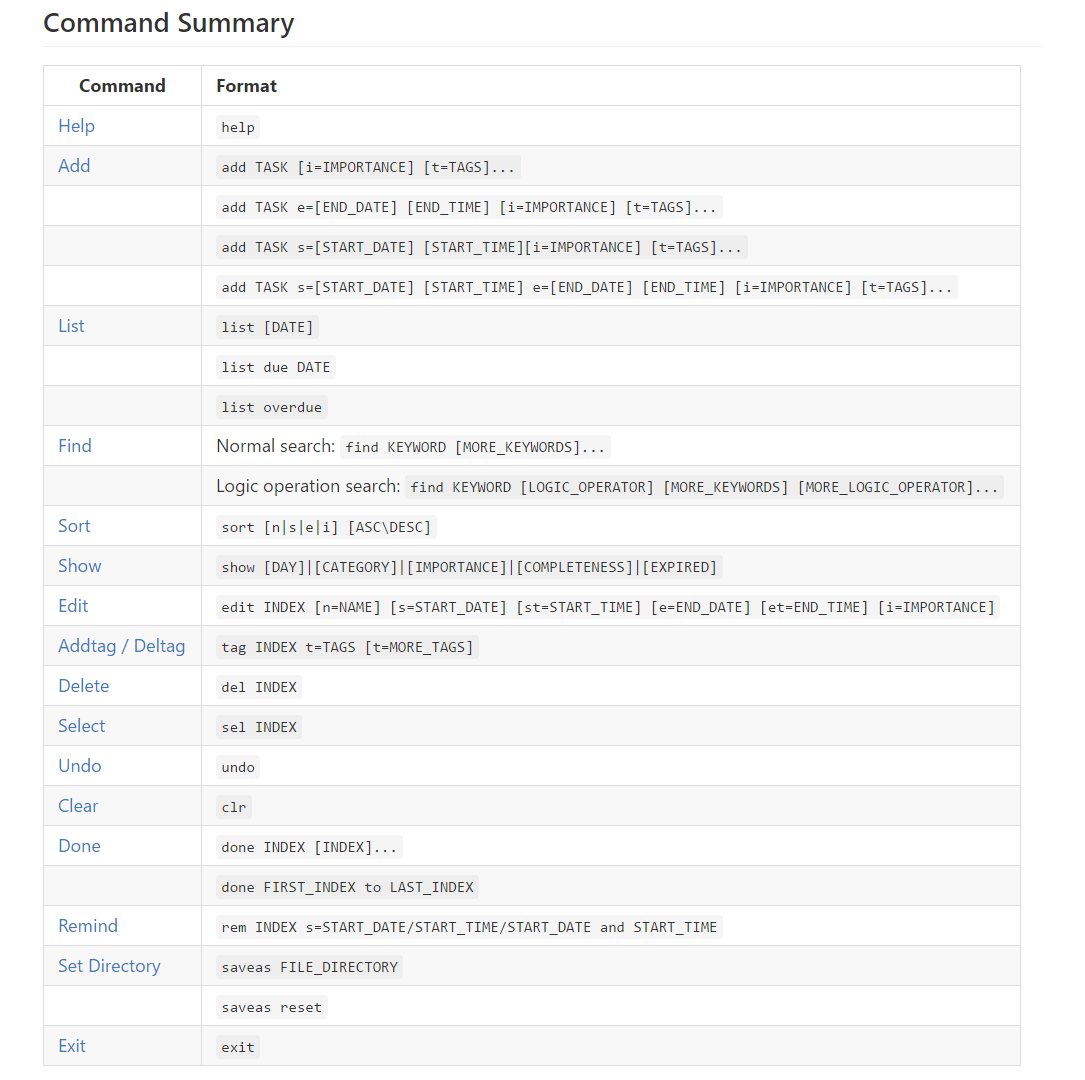 Command Summary
Command Format
Help help
Add add TASK [i=IMPORTANCE] [t=TAGS]...
add TASK e=[END_DATE] [END_TIME] [i=IMPORTANCE] [t=TAGS]...
add TASK s=[START_DATE] [START_TIME][i=IMPORTANCE] [t=TAGS]...
add TASK s=[START_DATE] [START_TIME] e=[END_DATE] [END_TIME] [i=IMPORTANCE] [t=TAGS]...
List list [DATE]
list due DATE
list overdue
Find Normal search: find KEYWORD [MORE_KEYWORDS]...
Logic operation search: find KEYWORD [LOGIC_OPERATOR] [MORE_KEYWORDS] [MORE_LOGIC_OPERATOR]...
Sort sort [n|s|e|i] [ASC\DESC]
Show show [DAY]|[CATEGORY]|[IMPORTANCE]|[COMPLETENESS]|[EXPIRED]
Edit edit INDEX [n=NAME] [s=START_DATE] [st=START_TIME] [e=END_DATE] [et=END_TIME] [i=IMPORTANCE]
Addtag / Deltag tag INDEX t=TAGS [t=MORE_TAGS]
Delete del INDEX
Select sel INDEX
Undo undo
Clear clr
Done done INDEX [INDEX]...
done FIRST_INDEX to LAST_INDEX
Remind rem INDEX s=START_DATE/START_TIME/START_DATE and START_TIME
Set Directory saveas FILE_DIRECTORY
saveas reset
Exit exit